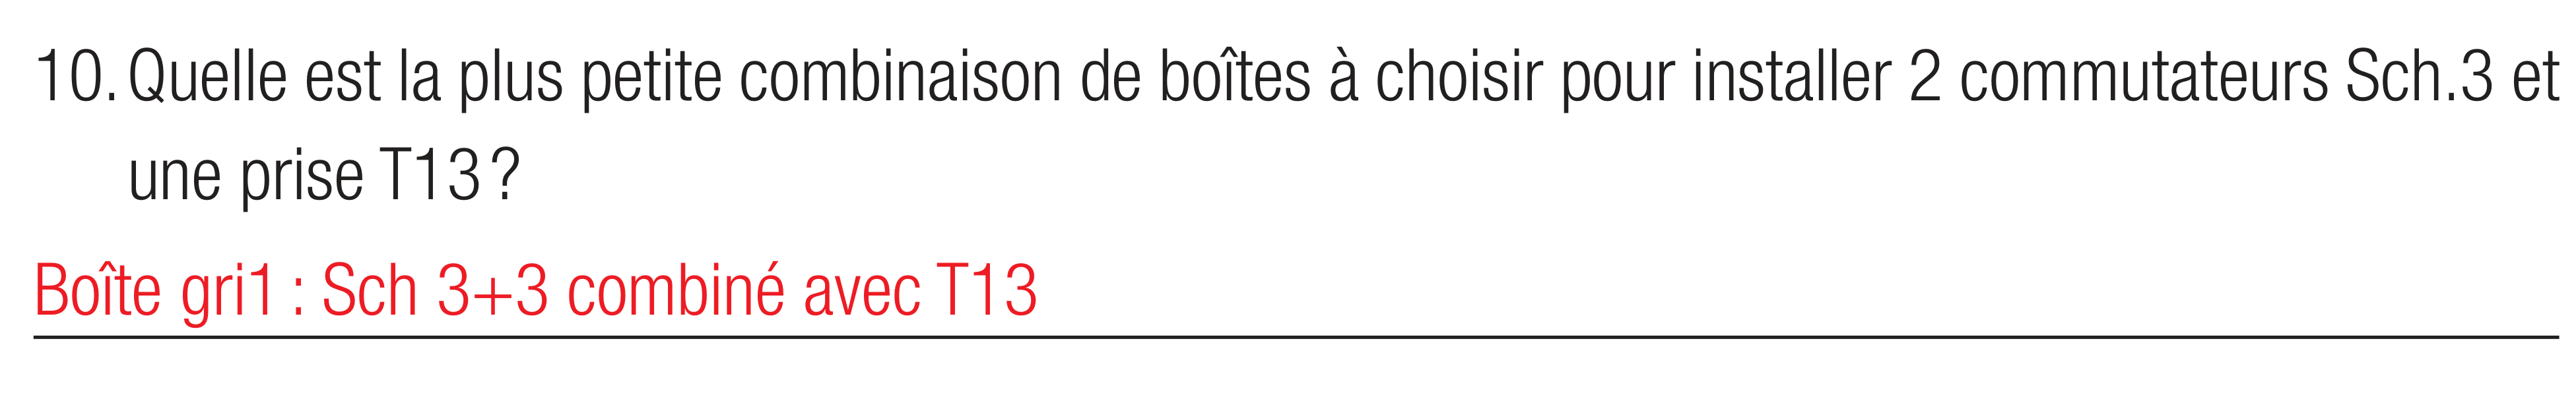 10. Quelle est la plus petite combinaison de boîtes à choisir pour installer 2 commutateurs Sch.3 et
une prise T13 ?
Boîte gri1 : Sch 3+3 combiné avec T13